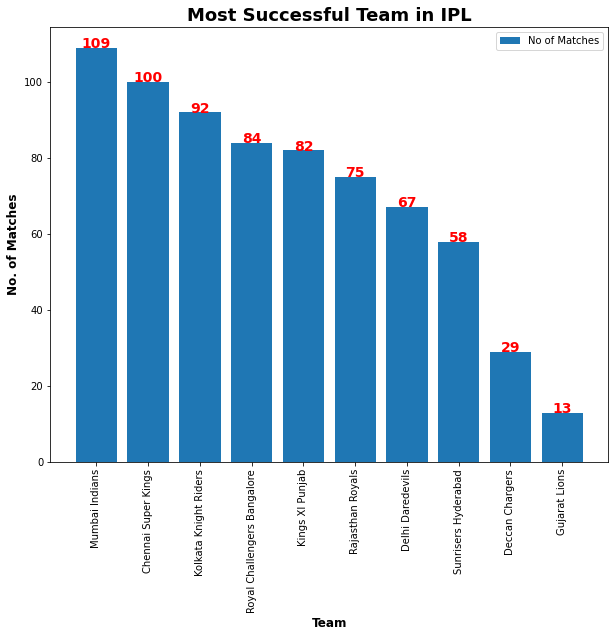 Most Successful Team in IPL
No of Matches
109
100
92
84
82
75
67
58
29
13
No. of Matches
100
80
60
40
20
0
Mumbai Indians
Chennai Super Kings
Kolkata Knight Riders
Royal Challengers Bangalore
Kings XI Punjab
Rajasthan Royals
Delhi Daredevils
Sunrisers Hyderabad
Deccan Chargers
Gujarat Lions
Team